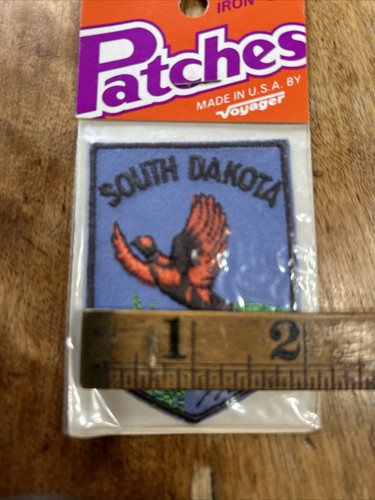 IRON
Patches
MADE IN U.S.A. BY
Voyager
SOUTH DAKOTA
1 2